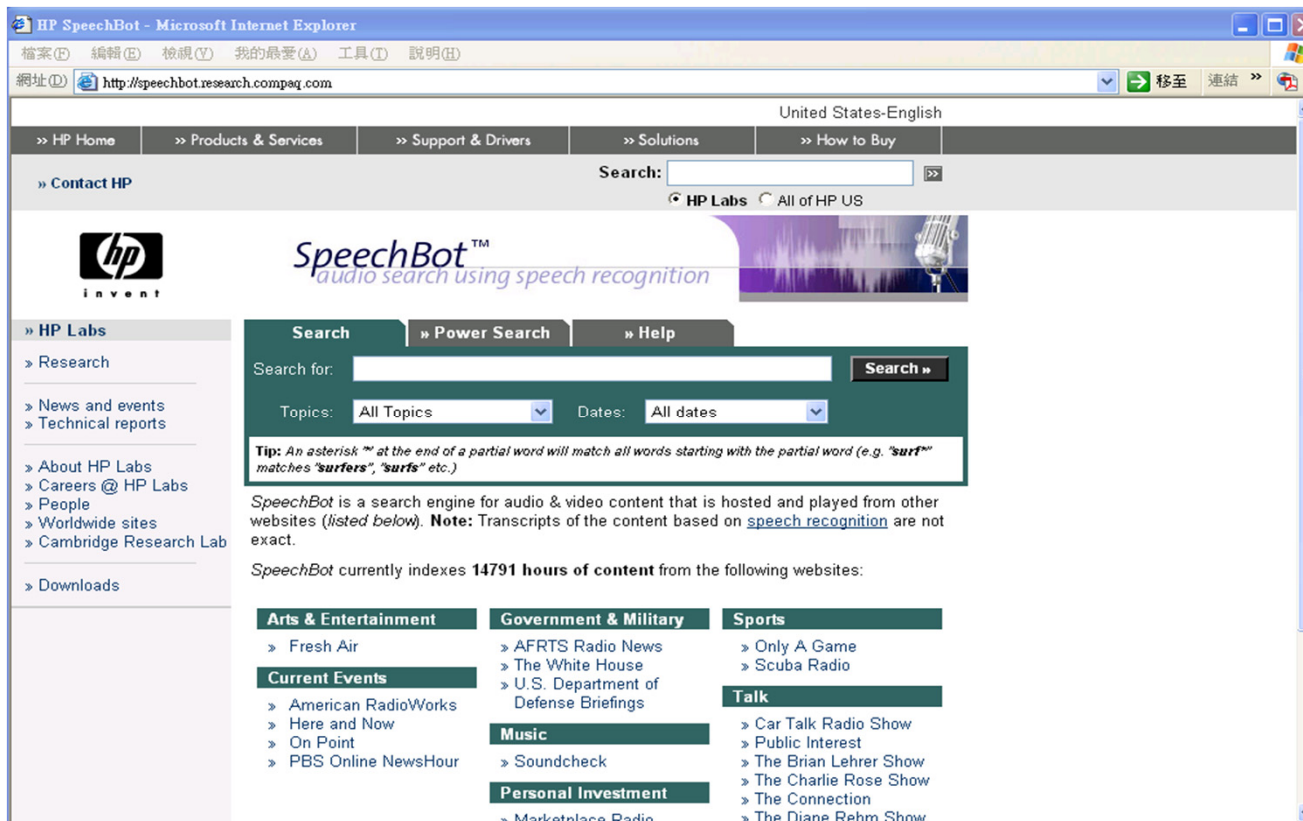 HP SpeechBot - Microsoft Internet Explorer
檔案(F) 編輯(E) 檢視(V) 我的最愛(A) 工具(T) 說明(H)
網址(D) http://speechbot.research.compaq.com 移至 連結 »
United States-English
» HP Home » Products & Services » Support & Drivers » Solutions » How to Buy
» Contact HP
Search: »
HP Labs All of HP US
hp
invent
SpeechBot™
audio search using speech recognition
» HP Labs
» Research
» News and events
» Technical reports
» About HP Labs
» Careers @ HP Labs
» People
» Worldwide sites
» Cambridge Research Lab
» Downloads
Search » Power Search » Help
Search for: Search »
Topics: All Topics Dates: All dates
Tip: An asterisk "*" at the end of a partial word will match all words starting with the partial word (e.g. "surf*"
matches "surfers", "surfs" etc.)
SpeechBot is a search engine for audio & video content that is hosted and played from other
websites (listed below). Note: Transcripts of the content based on speech recognition are not
exact.
SpeechBot currently indexes 14791 hours of content from the following websites:
Arts & Entertainment
» Fresh Air
Current Events
» American RadioWorks
» Here and Now
» On Point
» PBS Online NewsHour
Government & Military
» AFRTS Radio News
» The White House
» U.S. Department of
Defense Briefings
Music
» Soundcheck
Personal Investment
» Marketplace Radio
Sports
» Only A Game
» Scuba Radio
Talk
» Car Talk Radio Show
» Public Interest
» The Brian Lehrer Show
» The Charlie Rose Show
» The Connection
» The Diane Rehm Show